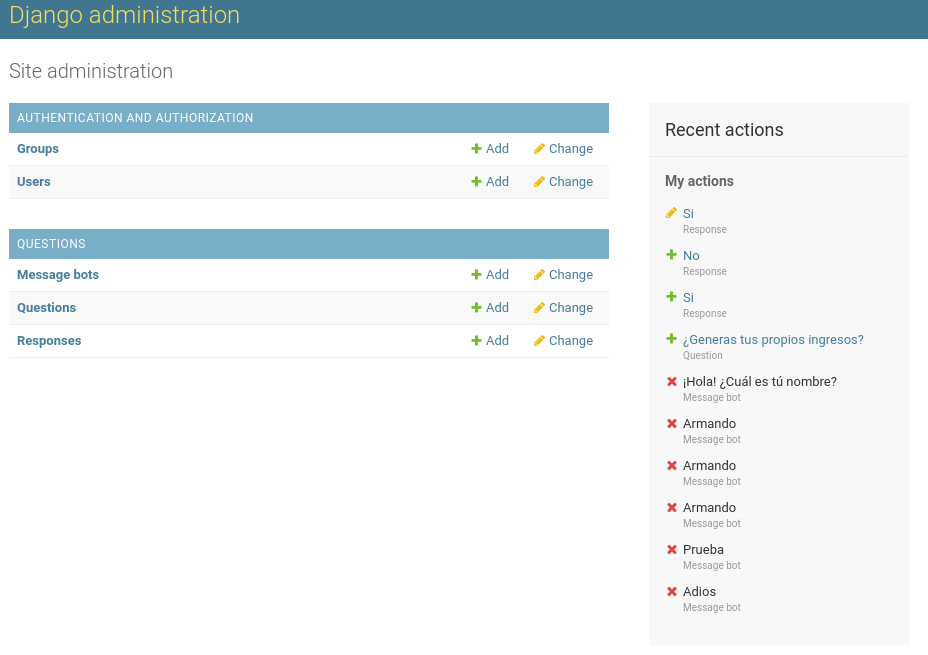 Django administration
Site administration
AUTHENTICATION AND AUTHORIZATION
Groups Add Change
Users Add Change
QUESTIONS
Message bots Add Change
Questions Add Change
Responses Add Change
Recent actions
My actions
Si
Response
No
Response
Si
Response
¿Generas tus propios ingresos?
Question
¡Hola! ¿Cuál es tú nombre?
Message bot
Armando
Message bot
Armando
Message bot
Armando
Message bot
Prueba
Message bot
Adios
Message bot